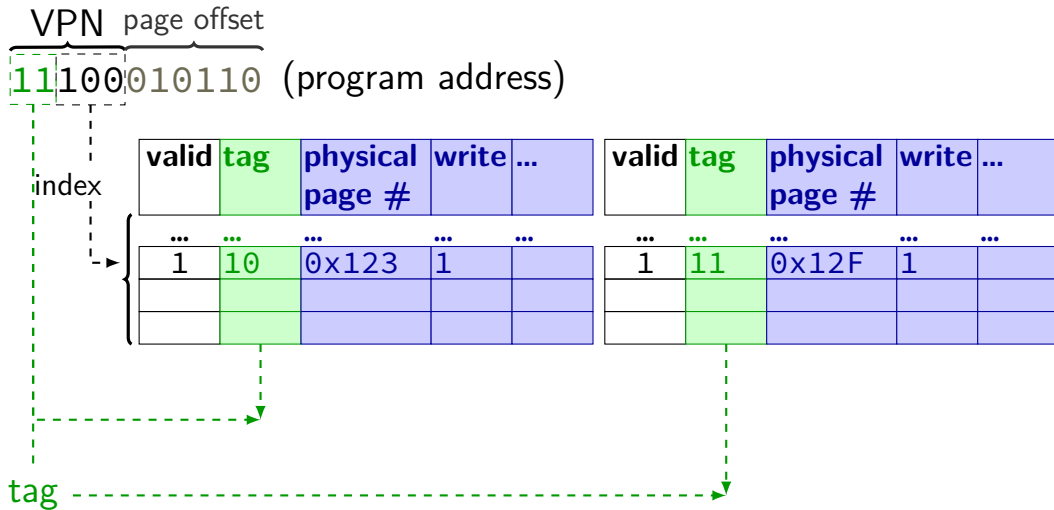 VPN page offset
11100010110 (program address)
valid tag physical page # write ... valid tag physical page # write ...
index
... ... ... ... ... ... ... ... ... ...
1 10 0x123 1 1 11 0x12F 1
tag